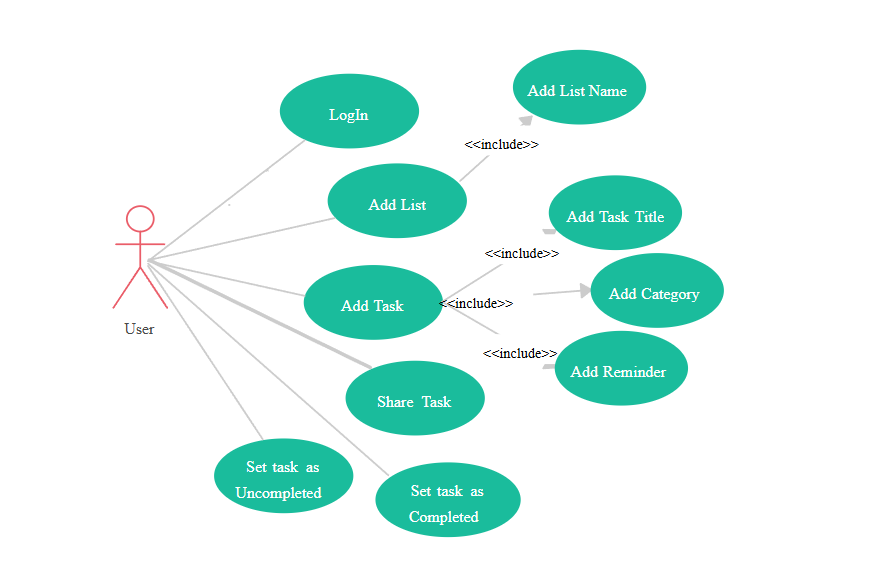 Add List Name
LogIn
<<include>>
Add List
Add Task Title
<<include>>
Add Category
<<include>>
Add Task
User
<<include>>
Add Reminder
Share Task
Set task as
Uncompleted
Set task as
Completed